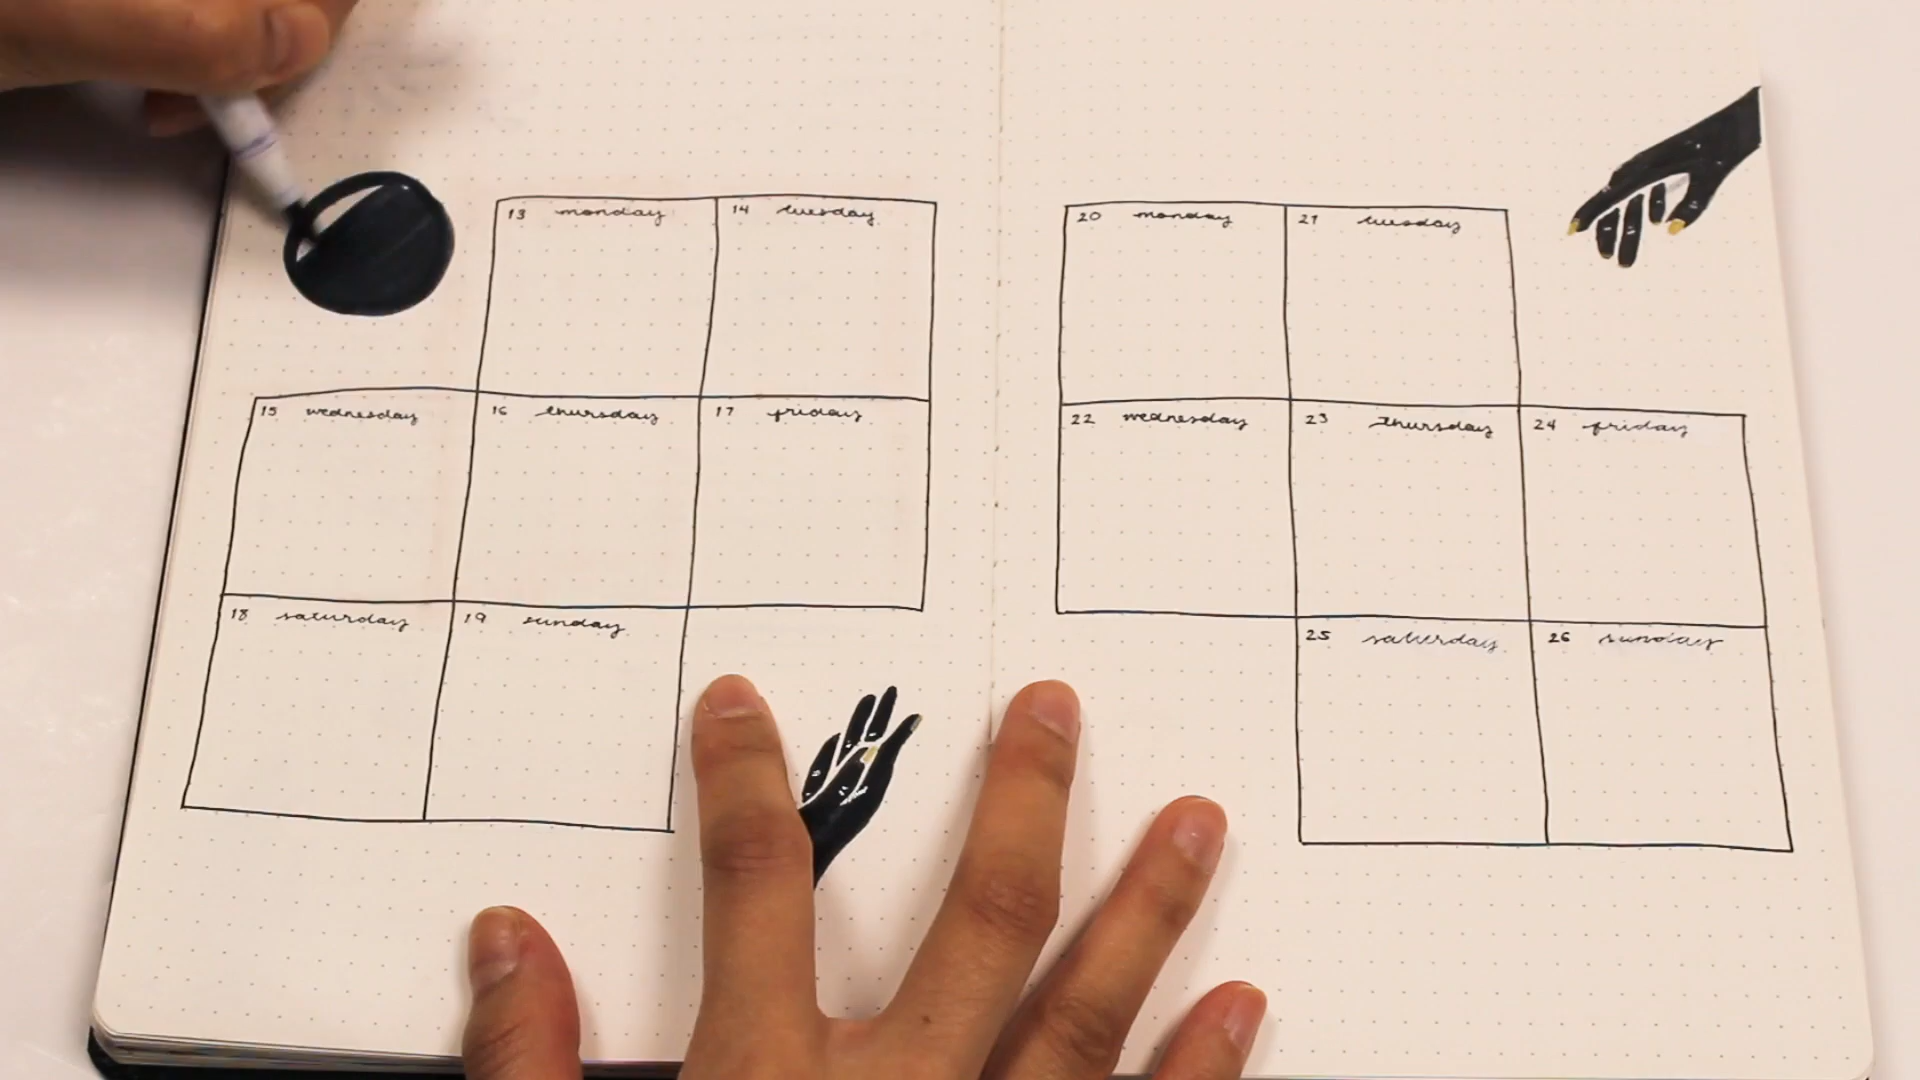 13 monday
14 tuesday
15 wednesday
16 thursday
17 friday
18 saturday
19 sunday
20 monday
21 tuesday
22 wednesday
23 thursday
24 friday
25 saturday
26 sunday